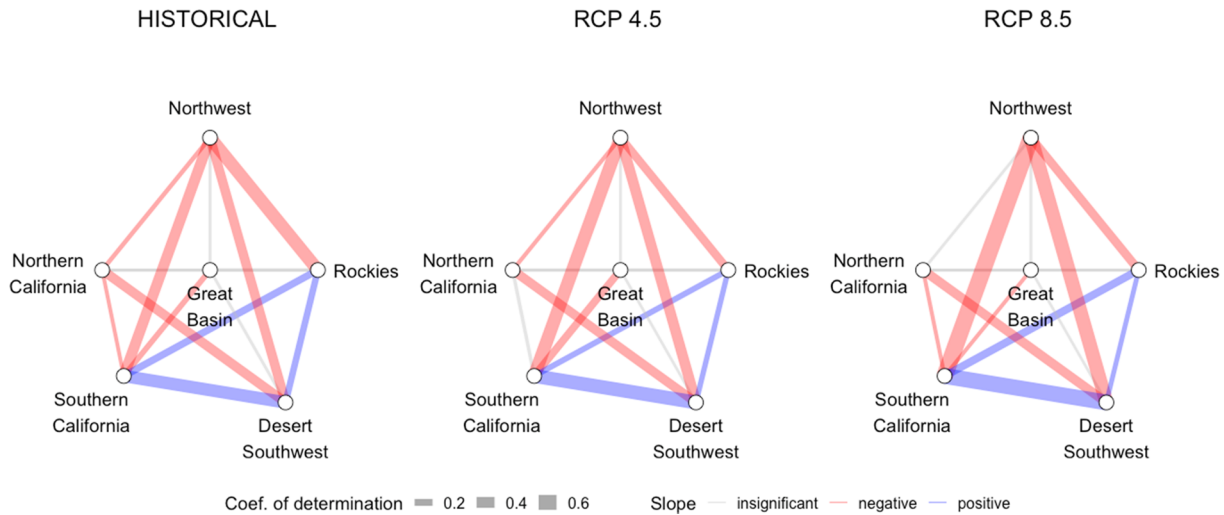 HISTORICAL
RCP 4.5
RCP 8.5
Northwest
Northwest
Northwest
Northern
California
Rockies
Northern
California
Rockies
Northern
California
Rockies
Great
Basin
Great
Basin
Great
Basin
Southern
California
Desert
Southwest
Southern
California
Desert
Southwest
Southern
California
Desert
Southwest
Coef. of determination 0.2 0.4 0.6 Slope insignificant negative positive